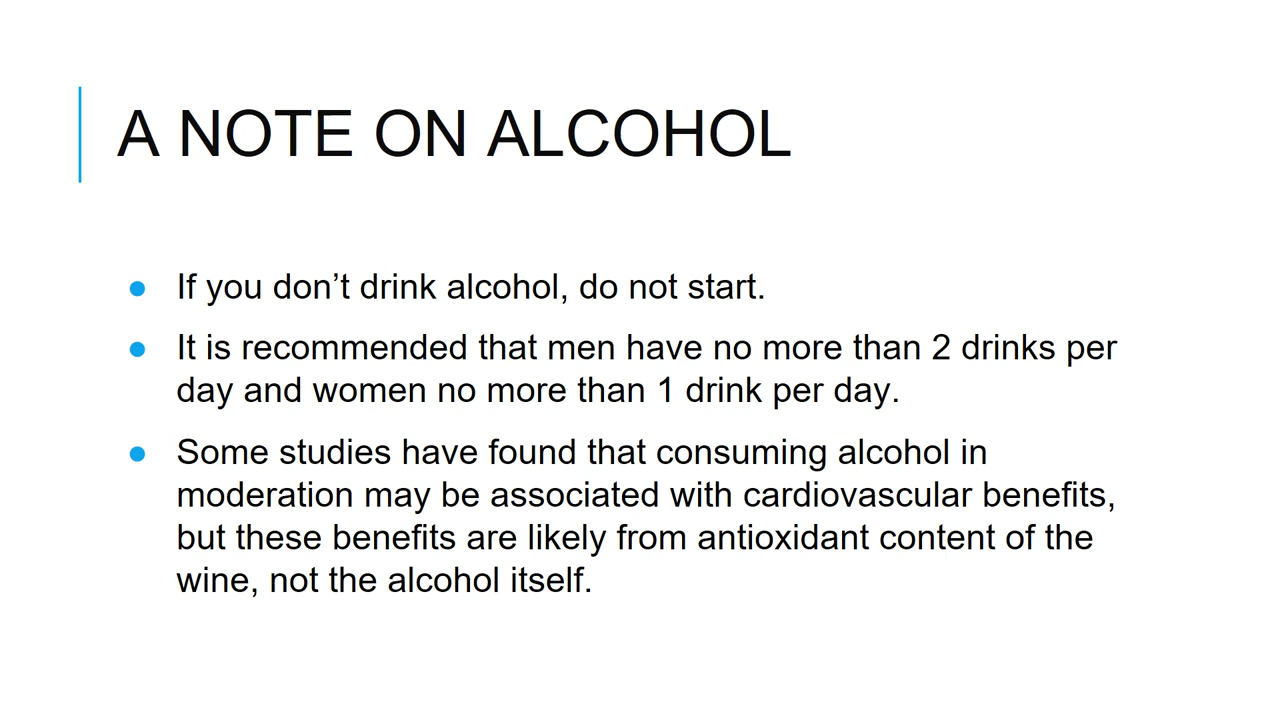 A NOTE ON ALCOHOL
● If you don’t drink alcohol, do not start.
● It is recommended that men have no more than 2 drinks per
day and women no more than 1 drink per day.
● Some studies have found that consuming alcohol in
moderation may be associated with cardiovascular benefits,
but these benefits are likely from antioxidant content of the
wine, not the alcohol itself.